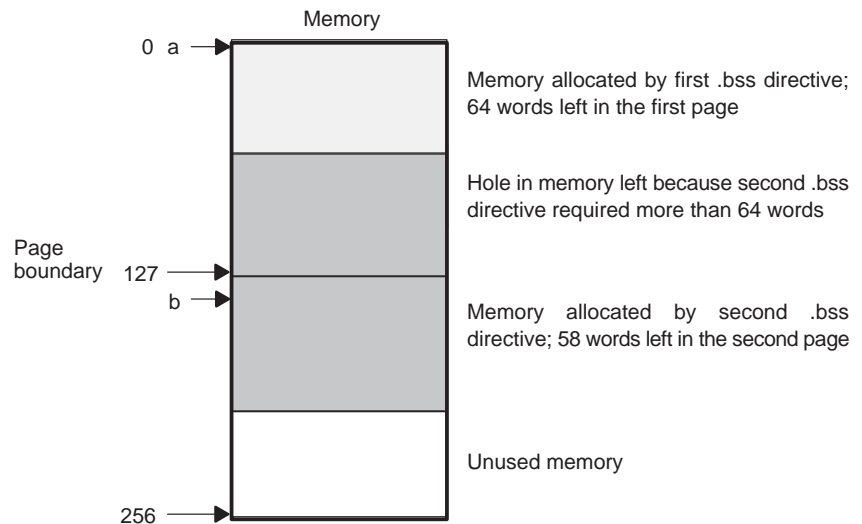 Memory
0 a
Memory allocated by first .bss directive;
64 words left in the first page
Hole in memory left because second .bss
directive required more than 64 words
Page
boundary 127
b
Memory allocated by second .bss
directive; 58 words left in the second page
Unused memory
256